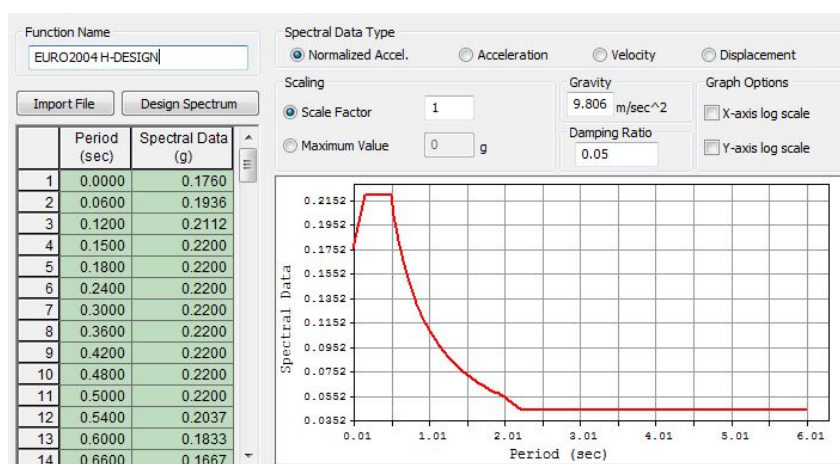 Function Name
EURO2004 H-DESIGN
Import File
Design Spectrum
Period (sec) Spectral Data (g)
1 0.0000 0.1760
2 0.0600 0.1936
3 0.1200 0.2112
4 0.1500 0.2200
5 0.1800 0.2200
6 0.2400 0.2200
7 0.3000 0.2200
8 0.3600 0.2200
9 0.4200 0.2200
10 0.4800 0.2200
11 0.5000 0.2200
12 0.5400 0.2037
13 0.6000 0.1833
14 0.6600 0.1667
Spectral Data Type
Normalized Accel. Acceleration Velocity Displacement
Scaling
Scale Factor 1
Maximum Value 0 g
Gravity
9.806 m/sec^2
Damping Ratio
0.05
Graph Options
X-axis log scale
Y-axis log scale
Spectral Data
0.2152
0.1952
0.1752
0.1552
0.1352
0.1152
0.0952
0.0752
0.0552
0.0352
0.01 1.01 2.01 3.01 4.01 5.01 6.01
Period (sec)